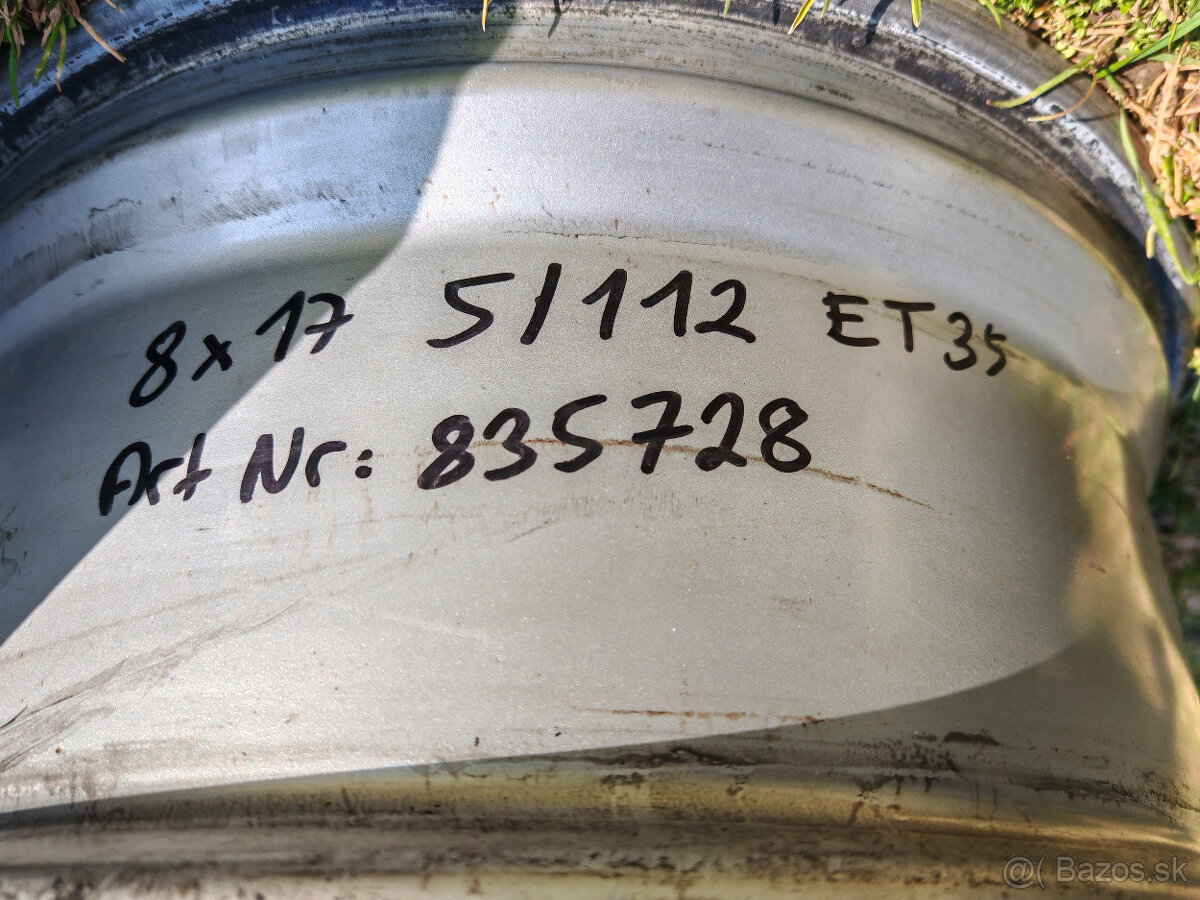 8x17 5/112 ET35
Art Nr: 835728
@( Bazos.sk